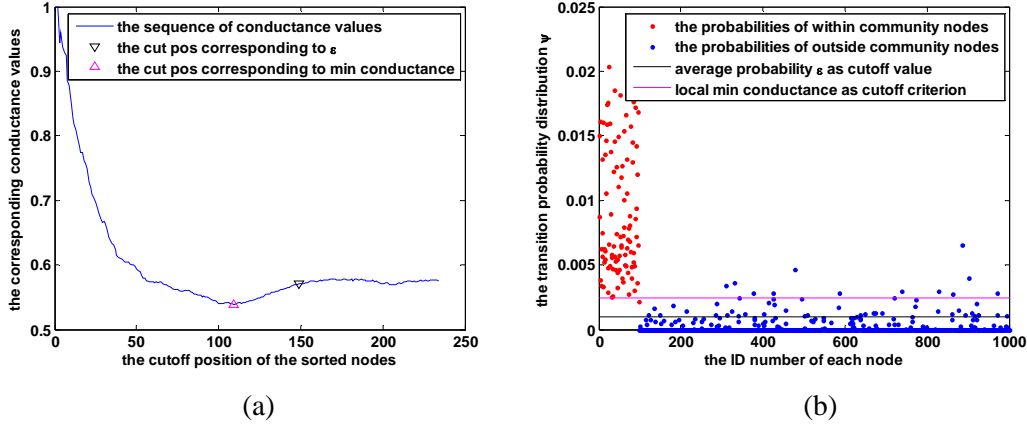 the sequence of conductance values
the cut pos corresponding to ε
the cut pos corresponding to min conductance
the corresponding conductance values
1
0.9
0.8
0.7
0.6
0.5
0
50
100
150
200
250
the cutoff position of the sorted nodes
(a)
the probabilities of within community nodes
the probabilities of outside community nodes
average probability ε as cutoff value
local min conductance as cutoff criterion
the transition probability distribution ψ
0.025
0.02
0.015
0.01
0.005
0
0
200
400
600
800
1000
the ID number of each node
(b)